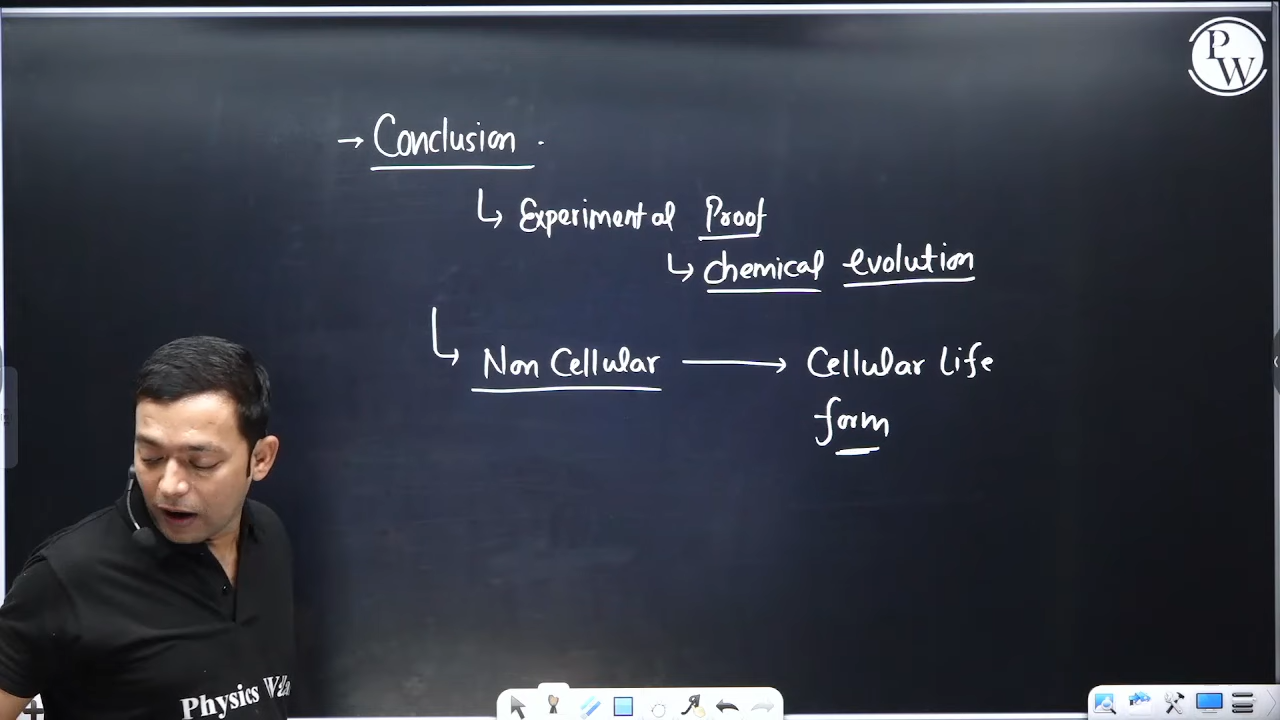 PW
→ Conclusion .
↳ Experimental Proof
↳ chemical evolution
↳ Non Cellular → Cellular Life
form
Physics